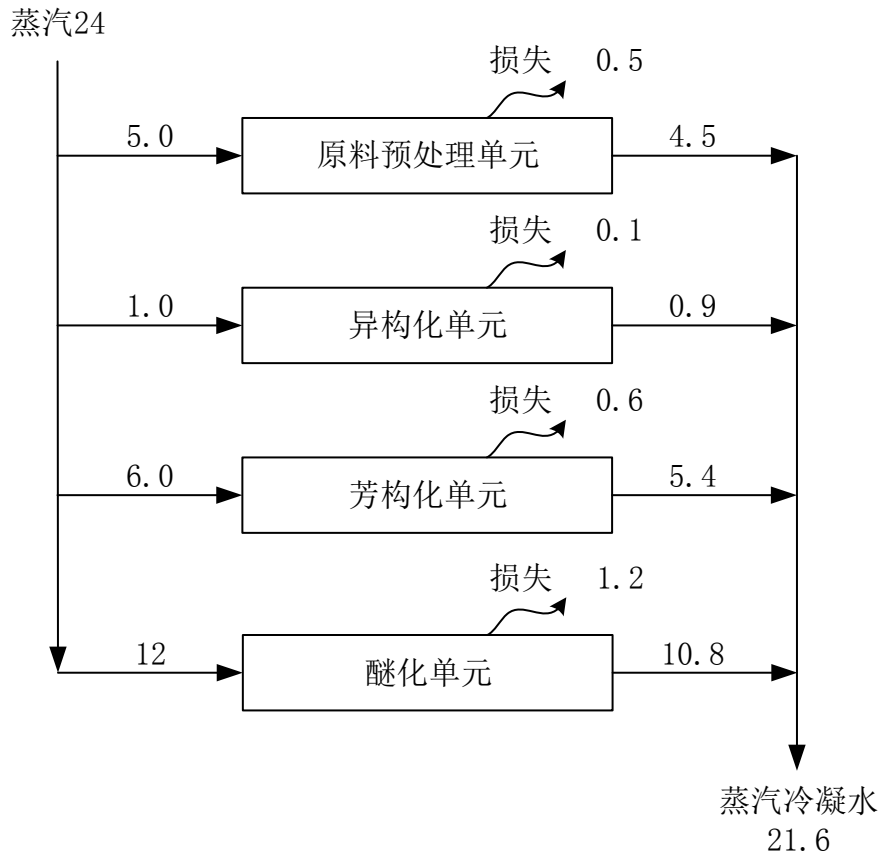 蒸汽24
损失 0.5
5.0
原料预处理单元
4.5
损失 0.1
1.0
异构化单元
0.9
损失 0.6
6.0
芳构化单元
5.4
损失 1.2
12
醚化单元
10.8
蒸汽冷凝水
21.6